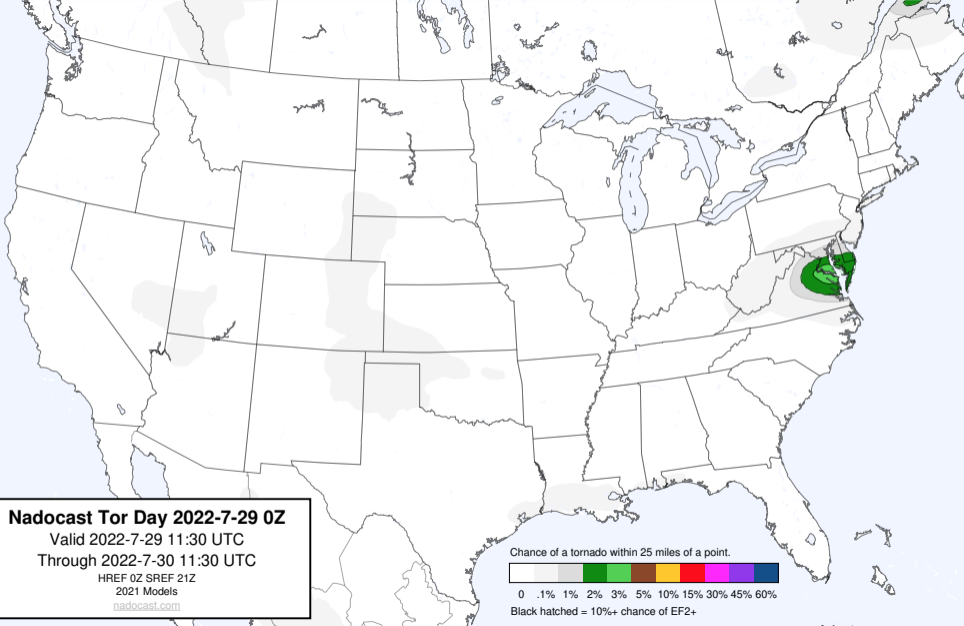 Nadocast Tor Day 2022-7-29 0Z
Valid 2022-7-29 11:30 UTC
Through 2022-7-30 11:30 UTC
HREF 0Z SREF 21Z
2021 Models
nadocast.com
Chance of a tornado within 25 miles of a point.
0 .1% 1% 2% 3% 5% 10% 15% 30% 45% 60%
Black hatched = 10%+ chance of EF2+